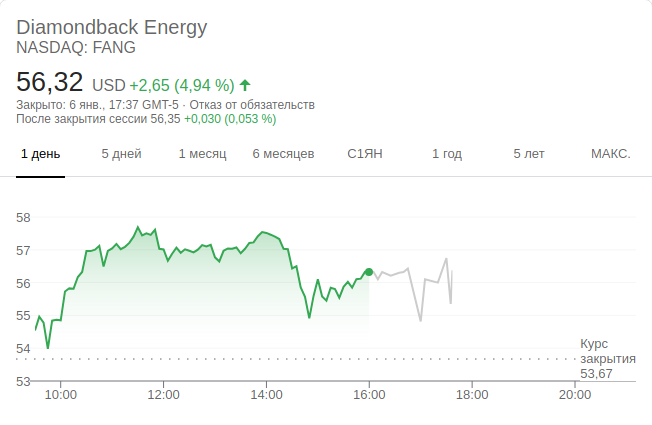 Diamondback Energy
NASDAQ: FANG
56,32 USD +2,65 (4,94 %)
Закрыто: 6 янв., 17:37 GMT-5 · Отказ от обязательств
После закрытия сессии 56,35 +0,030 (0,053 %)
1 день 5 дней 1 месяц 6 месяцев С1ЯН 1 год 5 лет МАКС.
58
57
56
55
54
Курс
закрытия
53,67
53
10:00 12:00 14:00 16:00 18:00 20:00